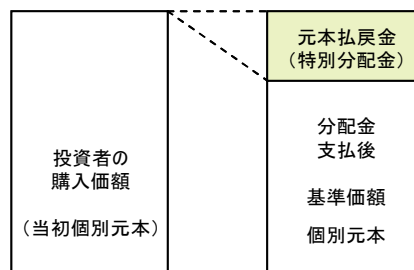 投資者の
購入価額
（当初個別元本）
元本払戻金
（特別分配金）
分配金
支払後
基準価額
個別元本